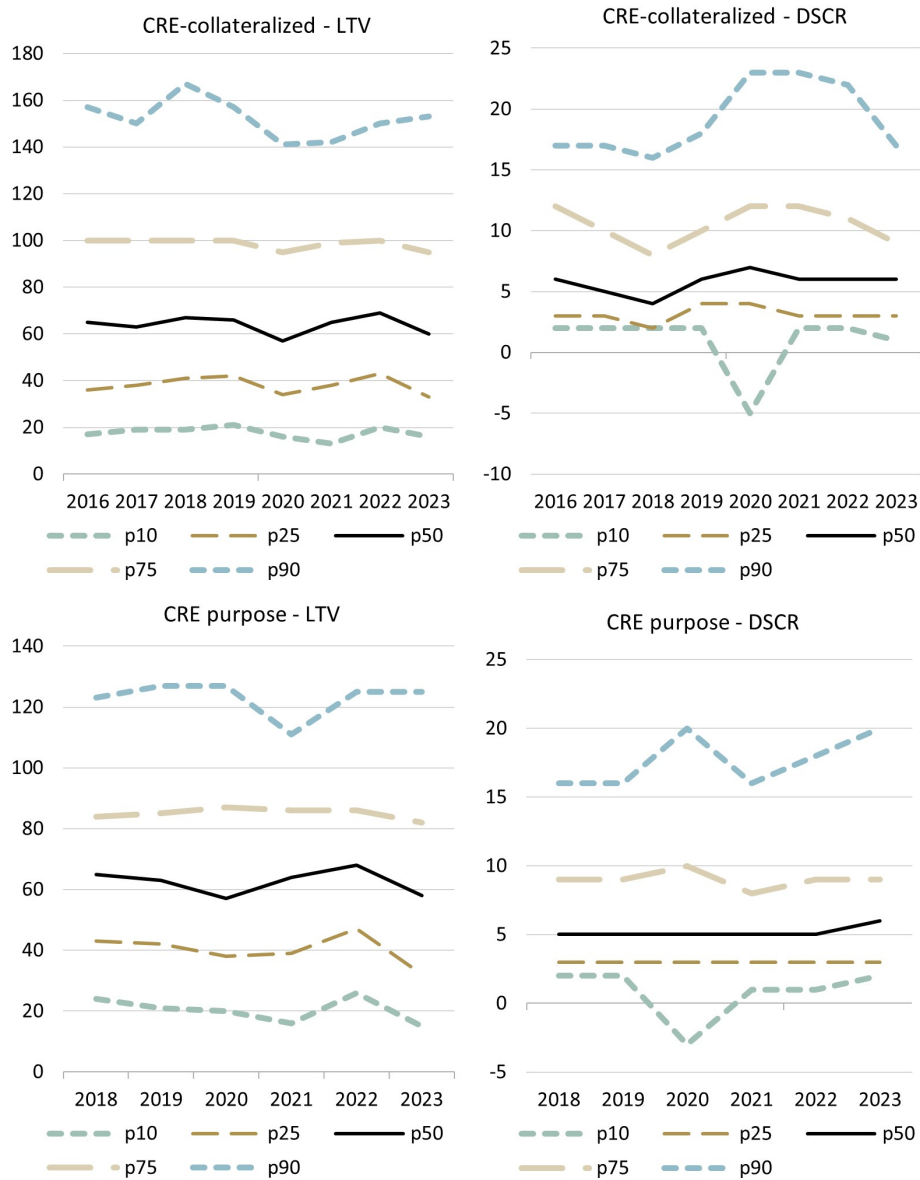 CRE-collateralized - LTV
180
160
140
120
100
80
60
40
20
0
2016 2017 2018 2019 2020 2021 2022 2023
p10 p25 p50
p75 p90
CRE-collateralized - DSCR
25
20
15
10
5
0
-5
-10
2016 2017 2018 2019 2020 2021 2022 2023
p10 p25 p50
p75 p90
CRE purpose - LTV
140
120
100
80
60
40
20
0
2018 2019 2020 2021 2022 2023
p10 p25 p50
p75 p90
CRE purpose - DSCR
25
20
15
10
5
0
-5
2018 2019 2020 2021 2022 2023
p10 p25 p50
p75 p90